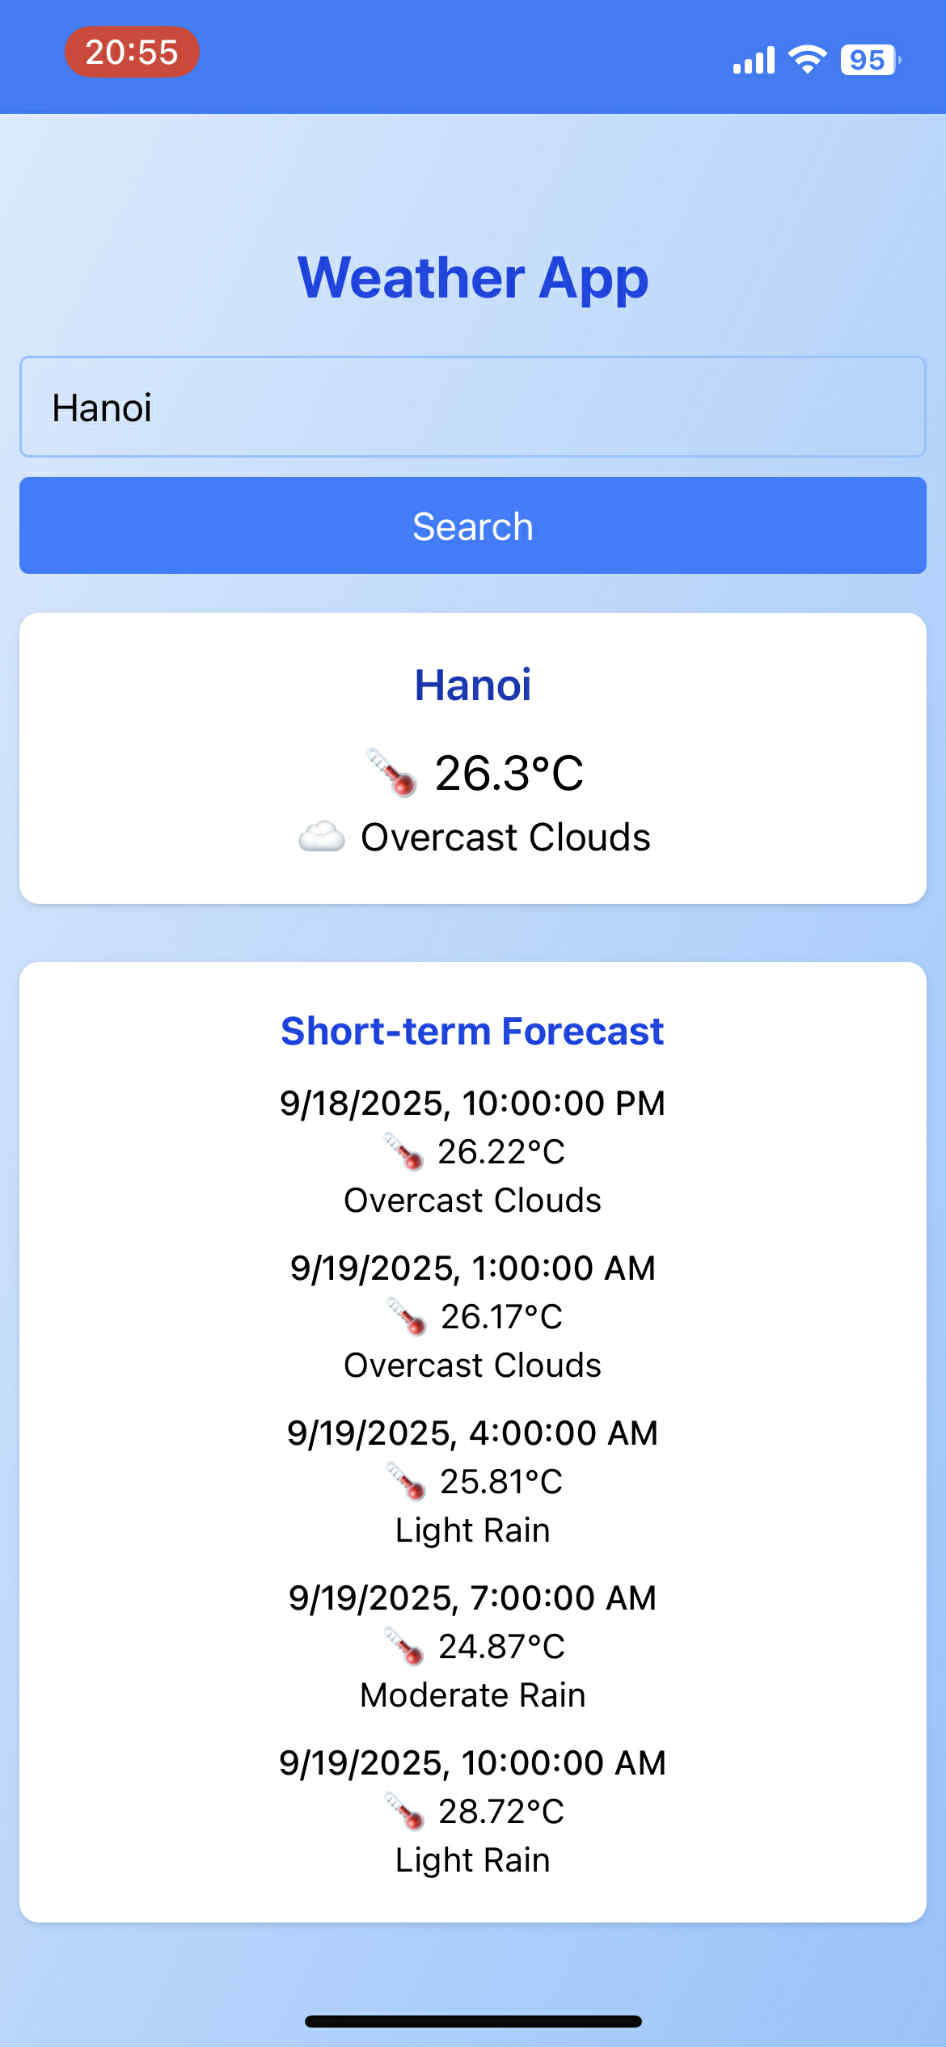 20:55
95
Weather App
Hanoi
Search
Hanoi
26.3°C
Overcast Clouds
Short-term Forecast
9/18/2025, 10:00:00 PM
26.22°C
Overcast Clouds
9/19/2025, 1:00:00 AM
26.17°C
Overcast Clouds
9/19/2025, 4:00:00 AM
25.81°C
Light Rain
9/19/2025, 7:00:00 AM
24.87°C
Moderate Rain
9/19/2025, 10:00:00 AM
28.72°C
Light Rain